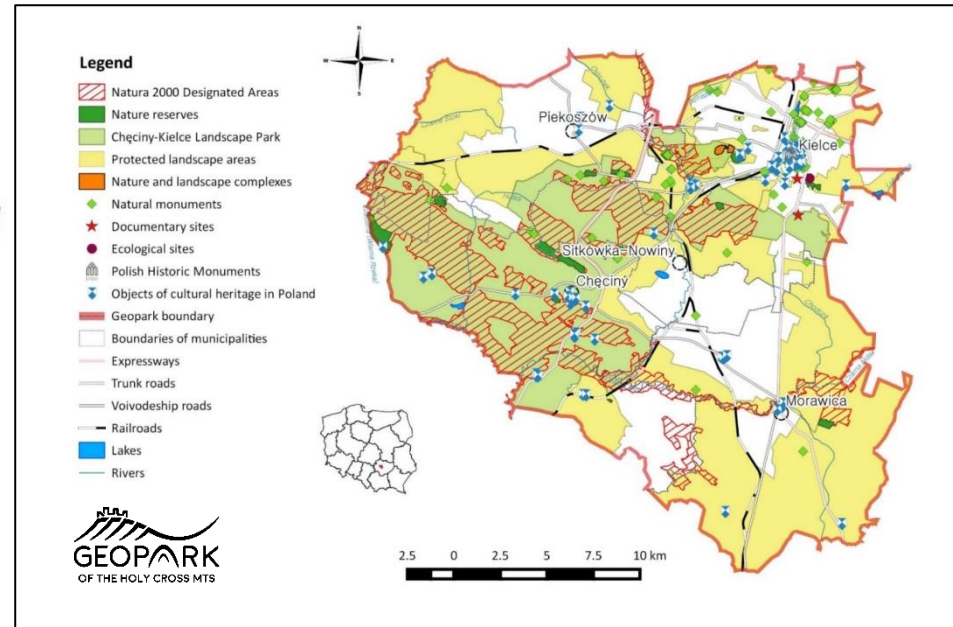 Legend
Natura 2000 Designated Areas
Nature reserves
Chęciny-Kielce Landscape Park
Protected landscape areas
Nature and landscape complexes
Natural monuments
Documentary sites
Ecological sites
Polish Historic Monuments
Objects of cultural heritage in Poland
Geopark boundary
Boundaries of municipalities
Expressways
Trunk roads
Voivodeship roads
Railroads
Lakes
Rivers
N
W
E
S
Piekoszów
Kielce
Sitkówka-Nowiny
Chęciny
Morawica
GEOPARK
OF THE HOLY CROSS MTS
2.5 0 2.5 5 7.5 10 km